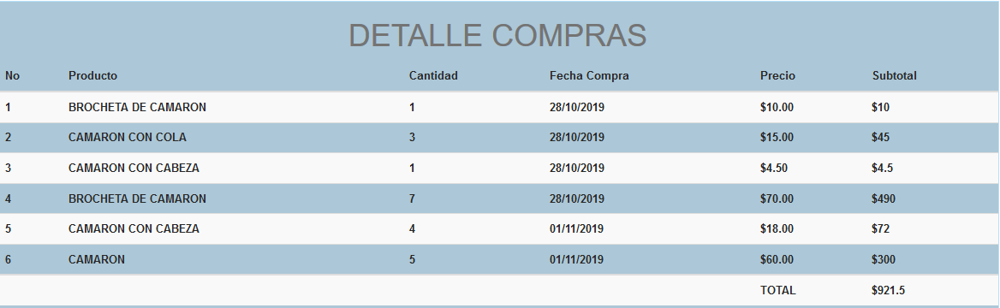 DETALLE COMPRAS
No Producto Cantidad Fecha Compra Precio Subtotal
1 BROCHETA DE CAMARON 1 28/10/2019 $10.00 $10
2 CAMARON CON COLA 3 28/10/2019 $15.00 $45
3 CAMARON CON CABEZA 1 28/10/2019 $4.50 $4.5
4 BROCHETA DE CAMARON 7 28/10/2019 $70.00 $490
5 CAMARON CON CABEZA 4 01/11/2019 $18.00 $72
6 CAMARON 5 01/11/2019 $60.00 $300
TOTAL $921.5